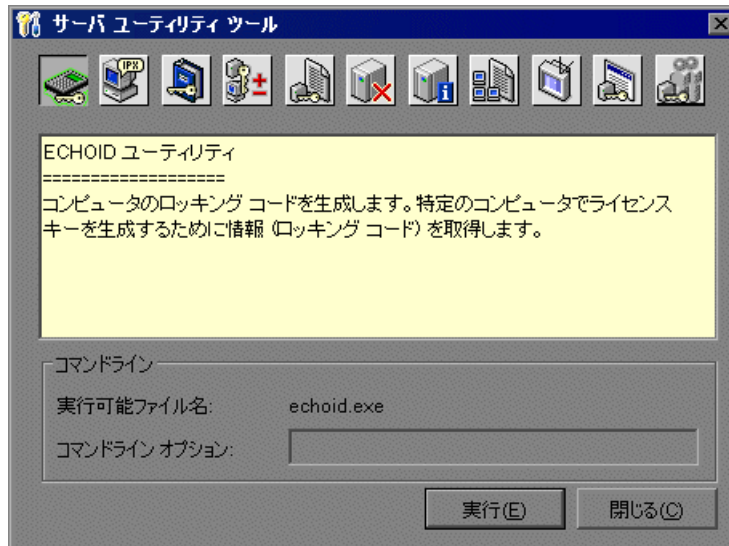 サーバ ユーティリティ ツール
IPX
ECHOID ユーティリティ
===================
コンピュータのロッキング コードを生成します。特定のコンピュータでライセンス
キーを生成するために情報 (ロッキング コード) を取得します。
コマンドライン
実行可能ファイル名: echoid.exe
コマンドライン オプション:
実行(E) 閉じる(C)